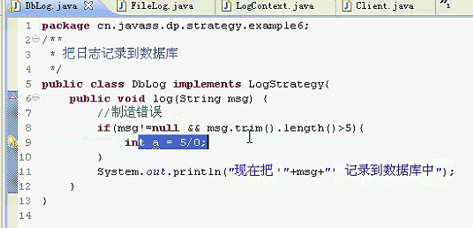 DbLog.java FileLog.java LogContext.java Client.java »1
1 package cn.javass.dp.strategy.example6;
2 /**
3 * 把日志记录到数据库
4 */
5 public class DbLog implements LogStrategy{
6 public void log(String msg) {
7 //制造错误
8 if(msg!=null && msg.trim().length()>5){
9 int a = 5/0;
10 }
11 System.out.println("现在把'"+msg+"' 记录到数据库中");
12 }
13 }
14